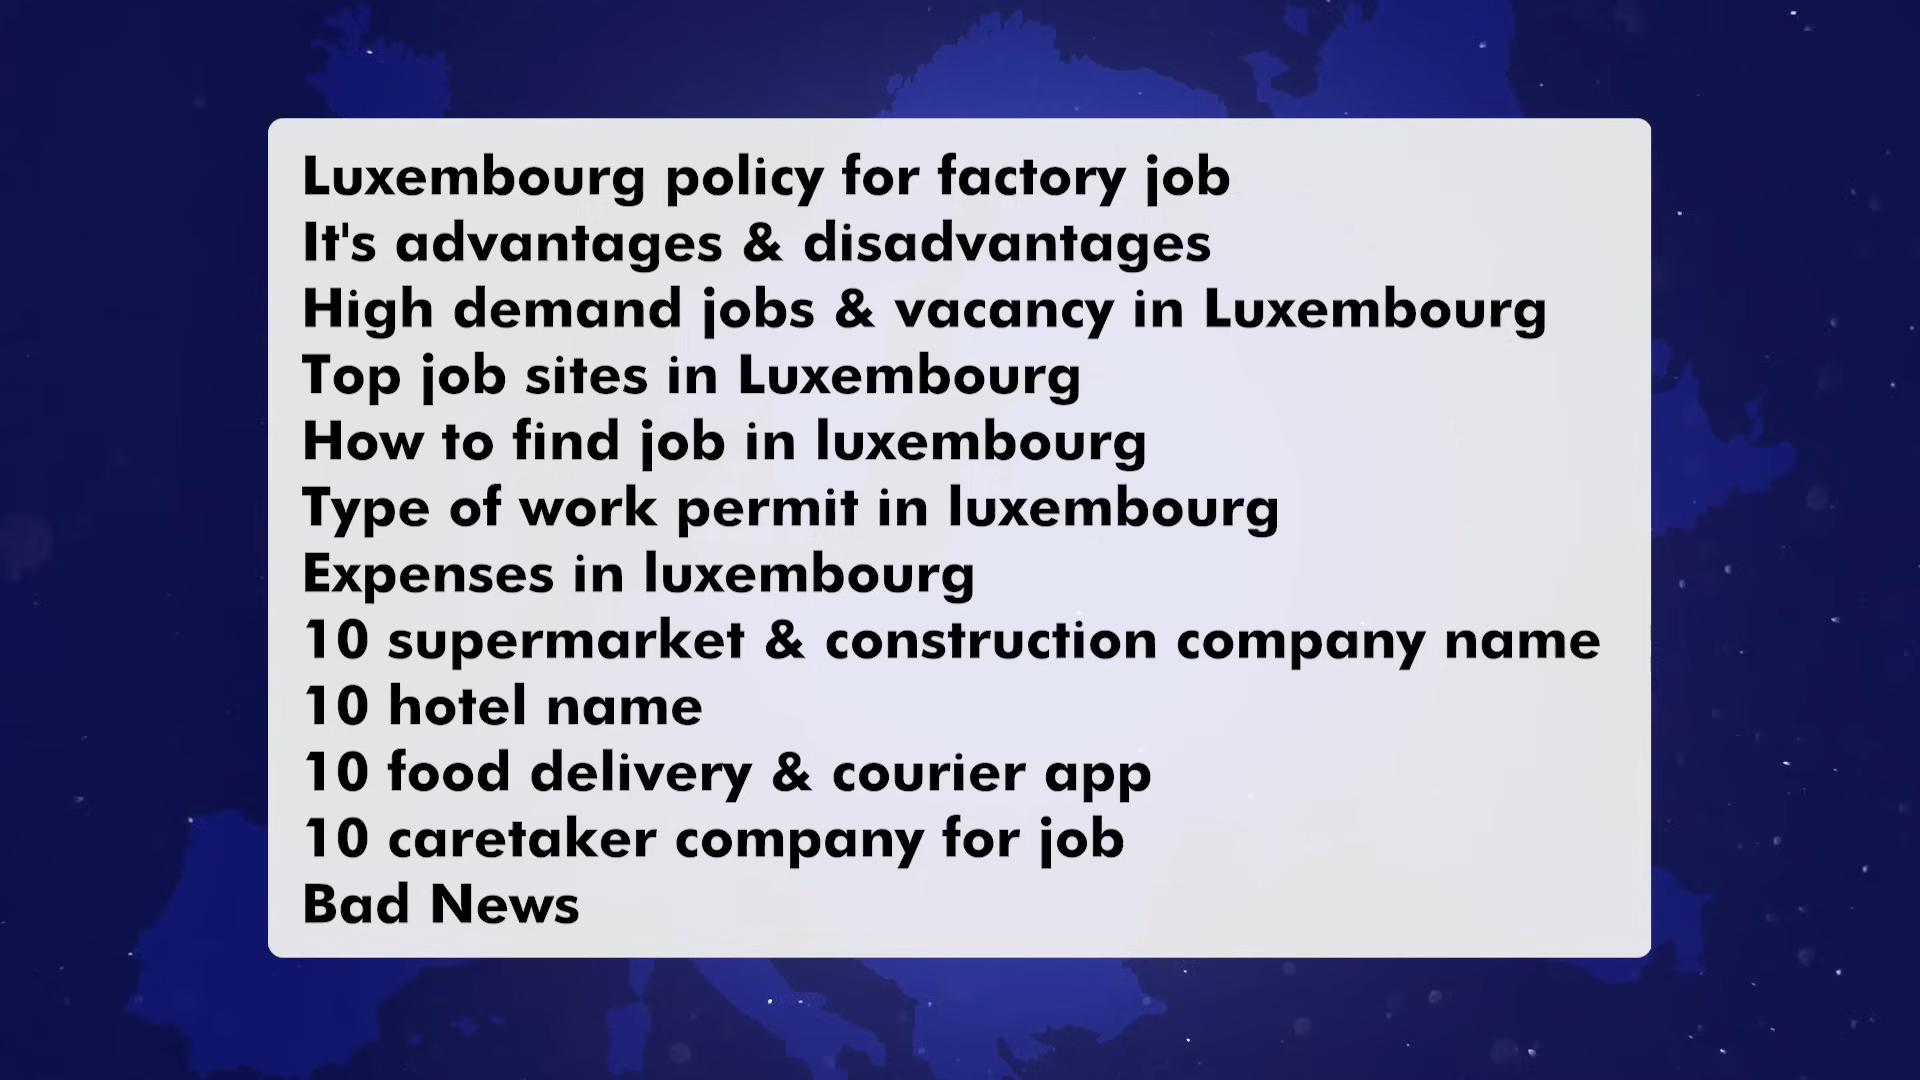 Luxembourg policy for factory job
It's advantages & disadvantages
High demand jobs & vacancy in Luxembourg
Top job sites in Luxembourg
How to find job in luxembourg
Type of work permit in luxembourg
Expenses in luxembourg
10 supermarket & construction company name
10 hotel name
10 food delivery & courier app
10 caretaker company for job
Bad News